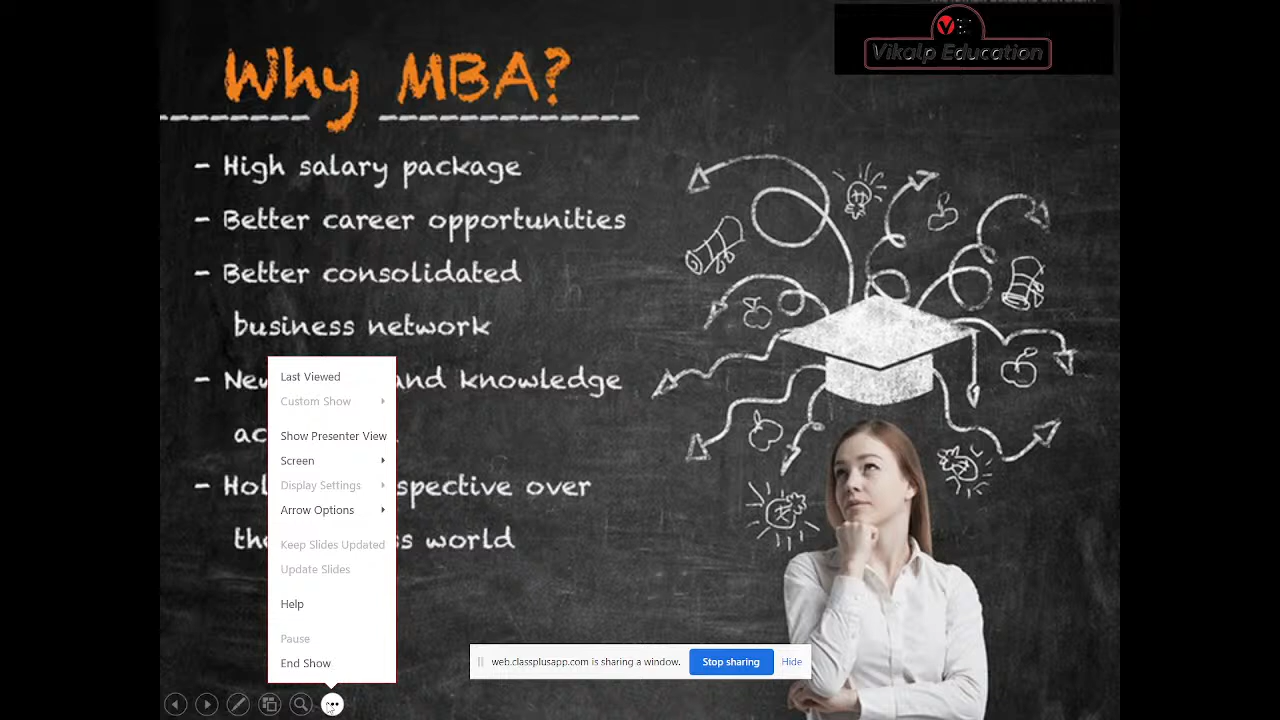 Why MBA?
Vikalp Education
- High salary package
- Better career opportunities
- Better consolidated
business network
- New and knowledge
- Hol spective over
the s world
Last Viewed
Custom Show
Show Presenter View
Screen
Display Settings
Arrow Options
Keep Slides Updated
Update Slides
Help
Pause
End Show
web.classplusapp.com is sharing a window.
Stop sharing
Hide